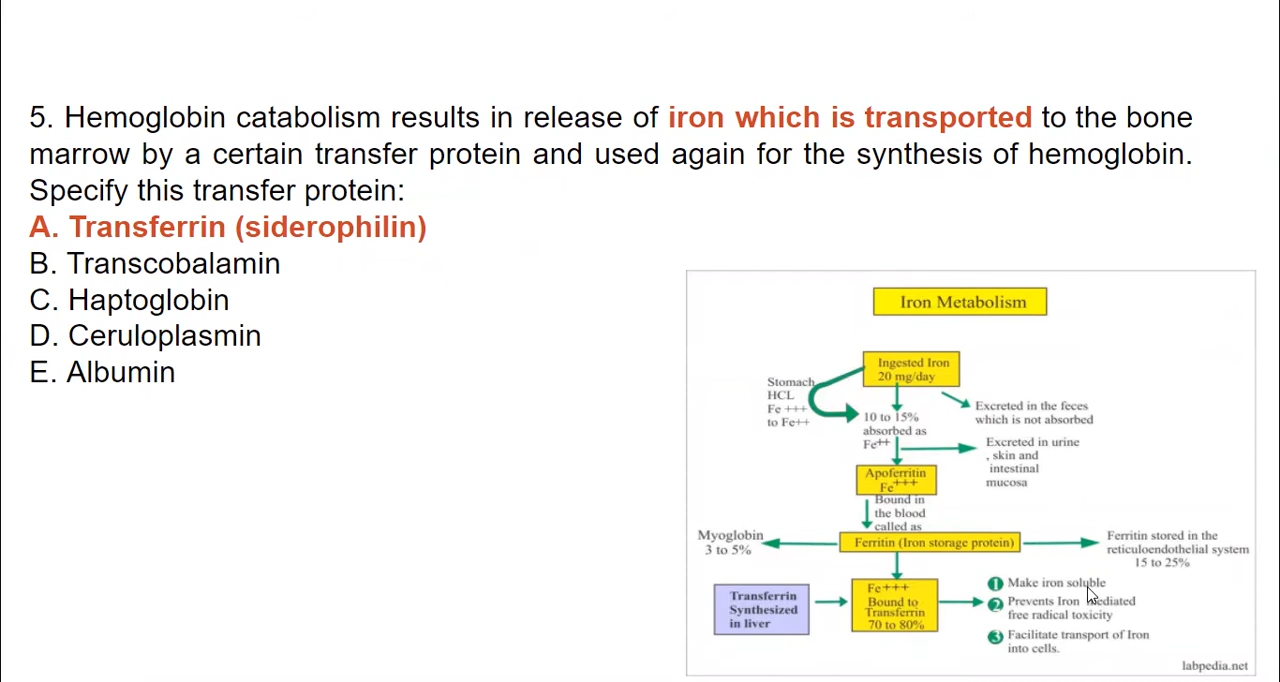 5. Hemoglobin catabolism results in release of iron which is transported to the bone
marrow by a certain transfer protein and used again for the synthesis of hemoglobin.
Specify this transfer protein:
A. Transferrin (siderophilin)
B. Transcobalamin
C. Haptoglobin
D. Ceruloplasmin
E. Albumin
Iron Metabolism
Ingested Iron
20 mg/day
Stomach
HCL
Fe +++
to Fe++
10 to 15%
absorbed as
Fe++
Excreted in the feces
which is not absorbed
Excreted in urine
, skin and
intestinal
mucosa
Apoferritin
Fe+++
Bound in
the blood
called as
Myoglobin
3 to 5%
Ferritin (Iron storage protein)
Ferritin stored in the
reticuloendothelial system
15 to 25%
Transferrin
Synthesized
in liver
Fe+++
Bound to
Transferrin
70 to 80%
1 Make iron soluble
2 Prevents Iron mediated
free radical toxicity
3 Facilitate transport of Iron
into cells.
labpedia.net